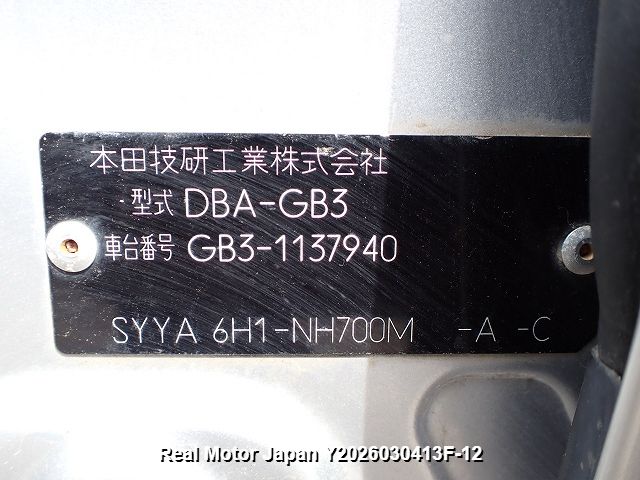 本田技研工業株式会社
型式 DBA-GB3
車台番号 GB3-1137940
SYYA 6H1-NH700M -A -C
Real Motor Japan Y2026030413F-12